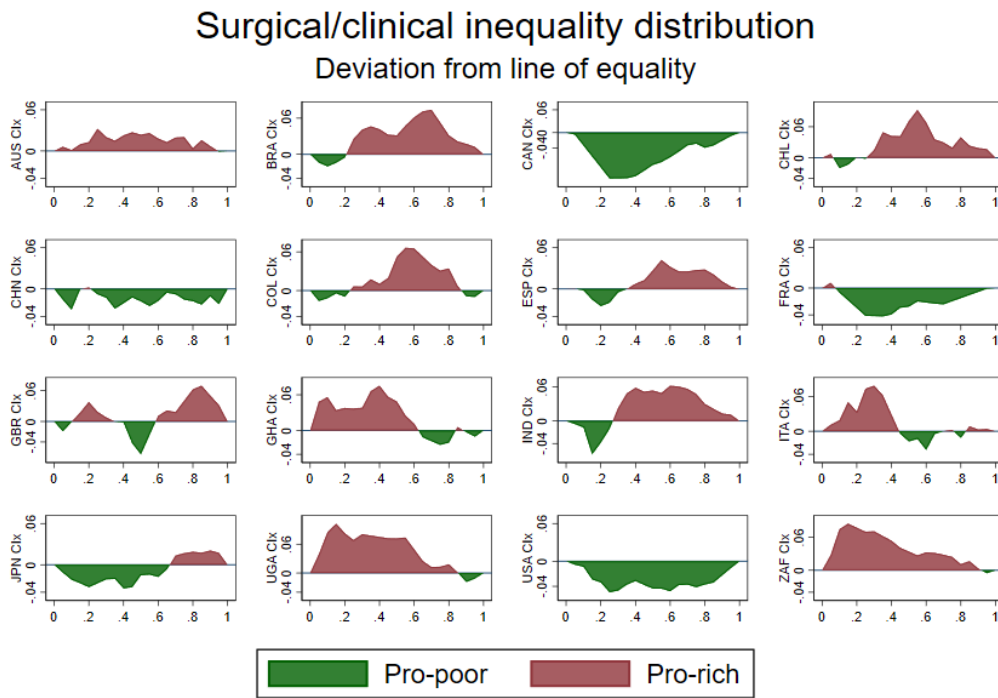 Surgical/clinical inequality distribution
Deviation from line of equality
AUS CIx
-.04 0 .06
0 .2 .4 .6 .8 1
BRA CIx
-.04 0 .06
0 .2 .4 .6 .8 1
CAN CIx
-.040
0 .2 .4 .6 .8 1
CHL CIx
-.04 0 .06
0 .2 .4 .6 .8 1
CHN CIx
-.04 0 .06
0 .2 .4 .6 .8 1
COL CIx
-.04 0 .06
0 .2 .4 .6 .8 1
ESP CIx
-.04 0 .06
0 .2 .4 .6 .8 1
FRA CIx
-.04 0 .06
0 .2 .4 .6 .8 1
GBR CIx
-.04 0 .06
0 .2 .4 .6 .8 1
GHA CIx
-.04 0 .06
0 .2 .4 .6 .8 1
IND CIx
-.04 0 .06
0 .2 .4 .6 .8 1
ITA CIx
-.04 0 .06
0 .2 .4 .6 .8 1
JPN CIx
-.04 0 .06
0 .2 .4 .6 .8 1
UGA CIx
0 .06
0 .2 .4 .6 .8 1
USA CIx
-.04 0 .06
0 .2 .4 .6 .8 1
ZAF CIx
-.04 0 .06
0 .2 .4 .6 .8 1
Pro-poor
Pro-rich